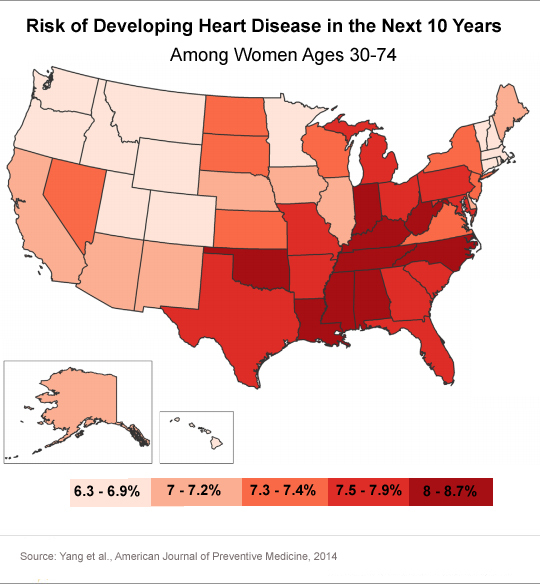 Risk of Developing Heart Disease in the Next 10 Years
Among Women Ages 30-74
6.3 - 6.9% 7 - 7.2% 7.3 - 7.4% 7.5 - 7.9% 8 - 8.7%
Source: Yang et al., American Journal of Preventive Medicine, 2014